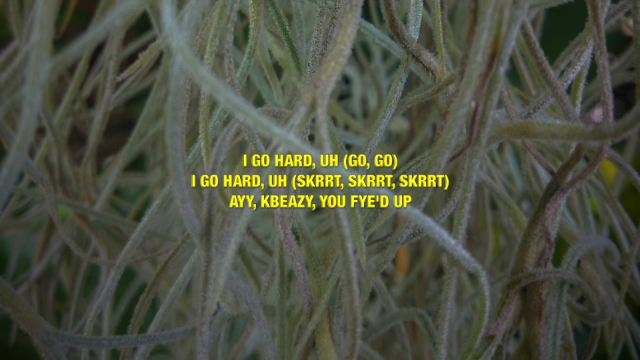 I GO HARD, UH (GO, GO)
I GO HARD, UH (SKRRT, SKRRT, SKRRT)
AYY, KBEAZY, YOU FYE'D UP